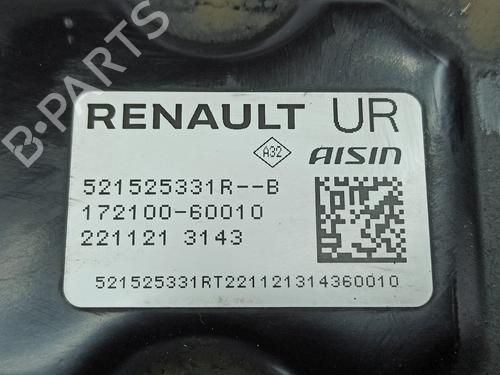 B-PARTS
RENAULT UR
A32 AISIN
521525331R--B
172100-60010
221121 3143
521525331RT221121314360010